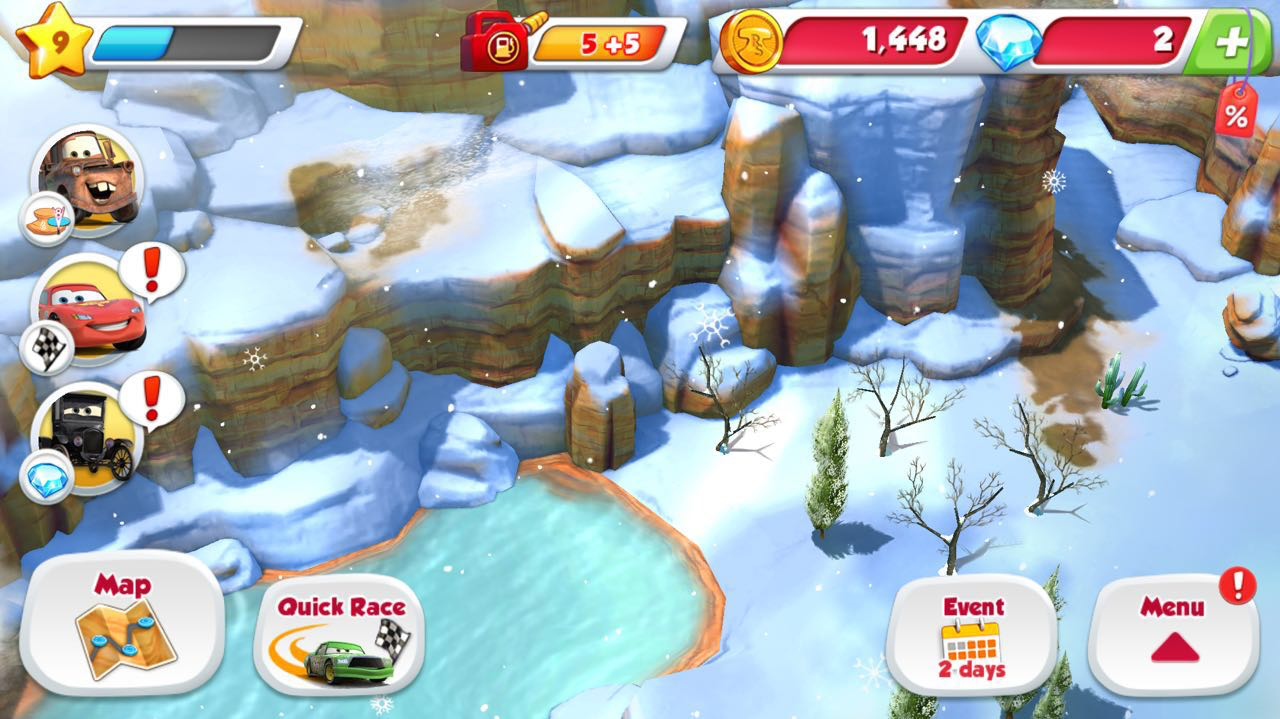 9
5 +5
1,448
2
%
!
!
Map
Quick Race
Event
2 days
Menu
!